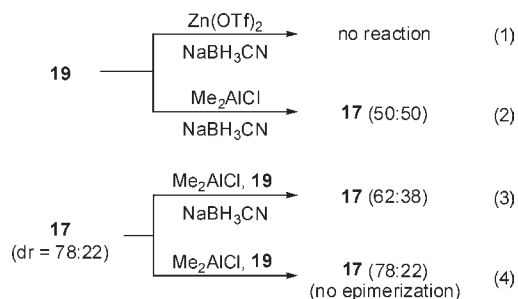 Zn(OTf)₂
19 no reaction (1)
NaBH₃CN
Me₂AlCl
17 (50:50) (2)
NaBH₃CN
Me₂AlCl, 19
17 (62:38) (3)
NaBH₃CN
17
(dr = 78:22)
Me₂AlCl, 19
17 (78:22) (4)
(no epimerization)